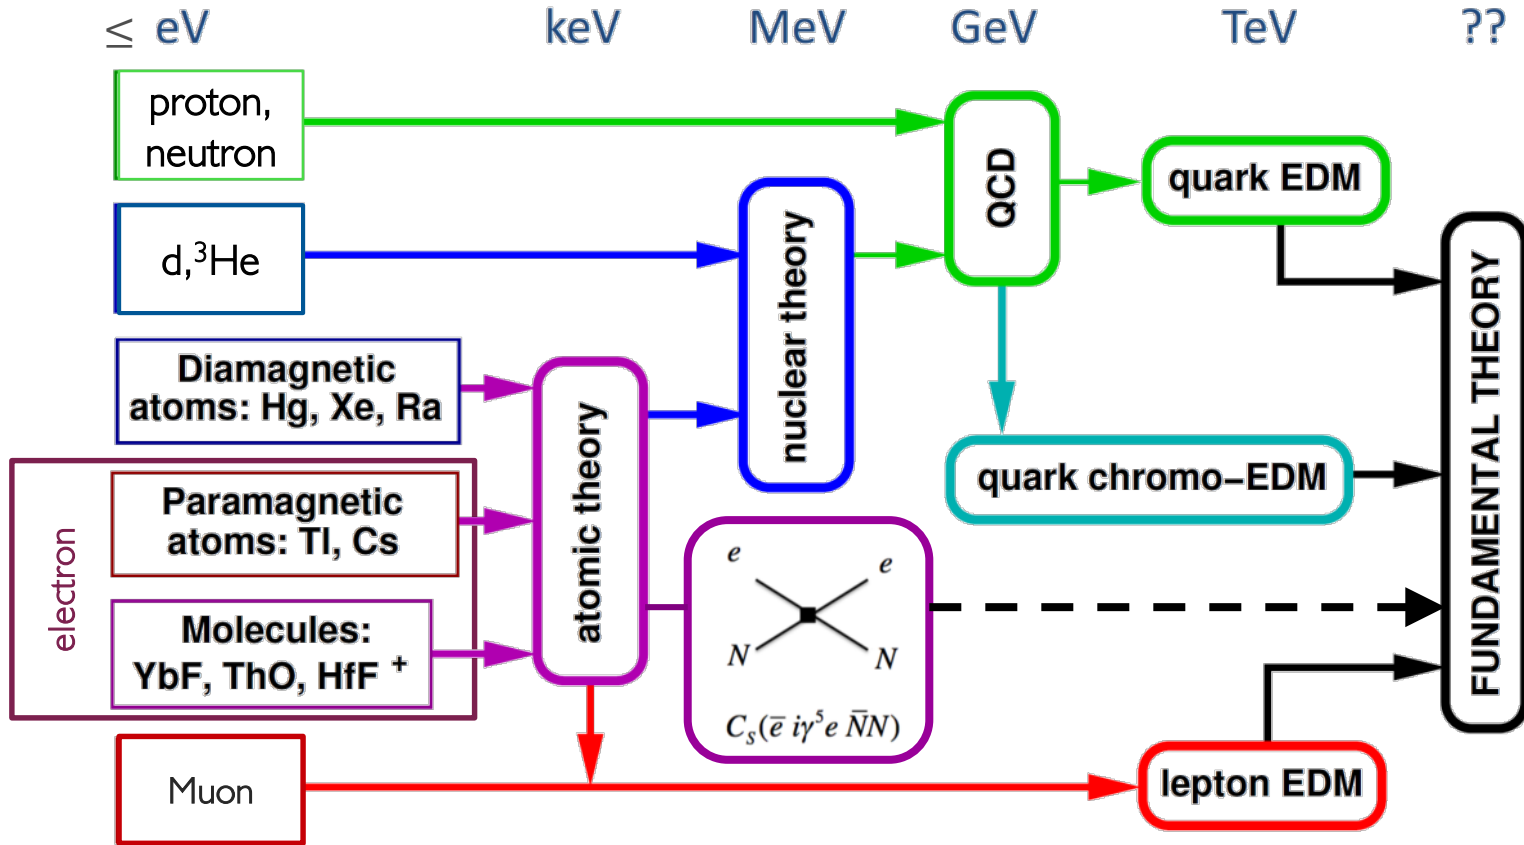 ≤ eV keV MeV GeV TeV ??
proton,
neutron
d,³He
Diamagnetic
atoms: Hg, Xe, Ra
electron
Paramagnetic
atoms: Tl, Cs
Molecules:
YbF, ThO, HfF ⁺
Muon
atomic theory
nuclear theory
QCD
quark EDM
quark chromo–EDM
e e
N N
C_S(e̅ iγ⁵e N̅N)
lepton EDM
FUNDAMENTAL THEORY